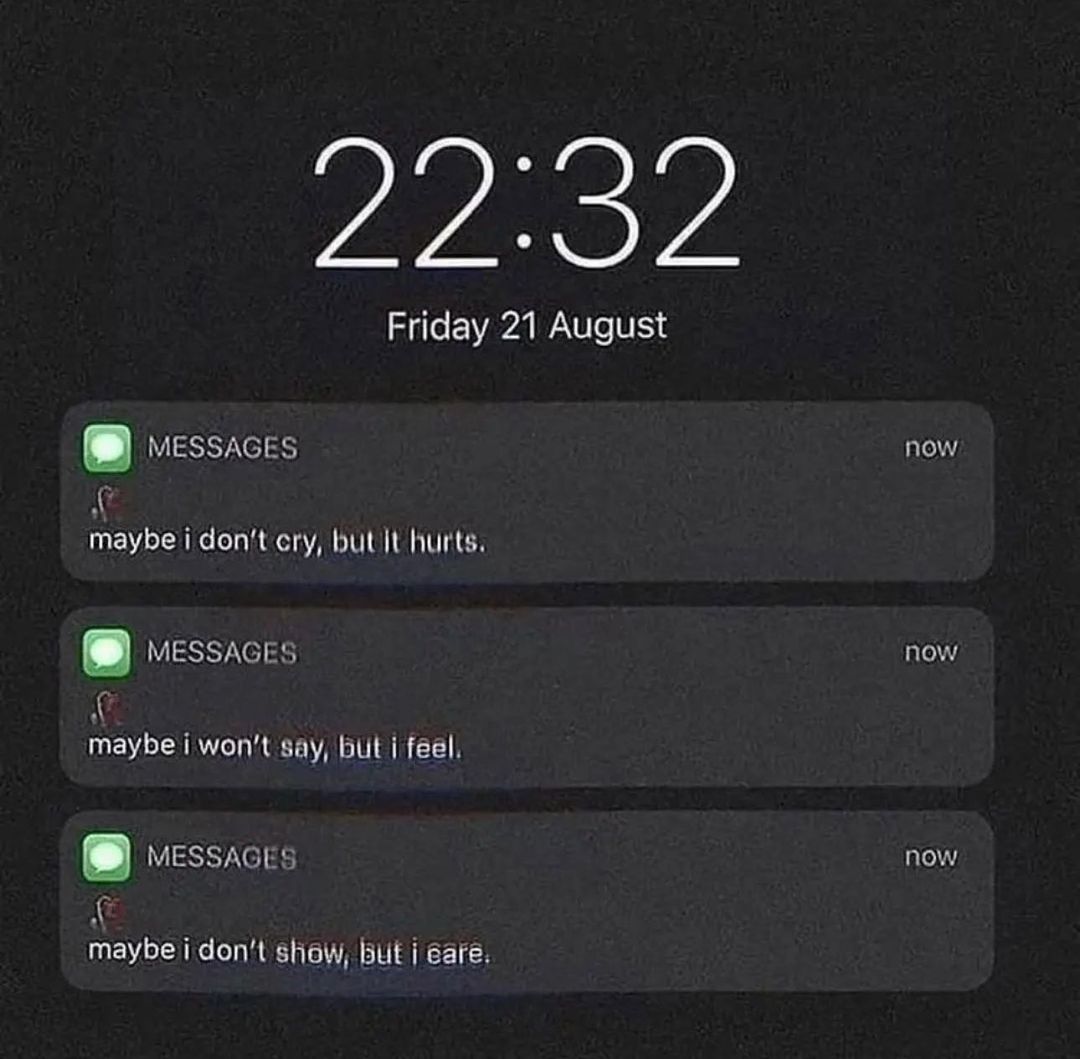 22:32
Friday 21 August
MESSAGES now
maybe i don't cry, but it hurts.
MESSAGES now
maybe i won't say, but i feel.
MESSAGES now
maybe i don't show, but i care.